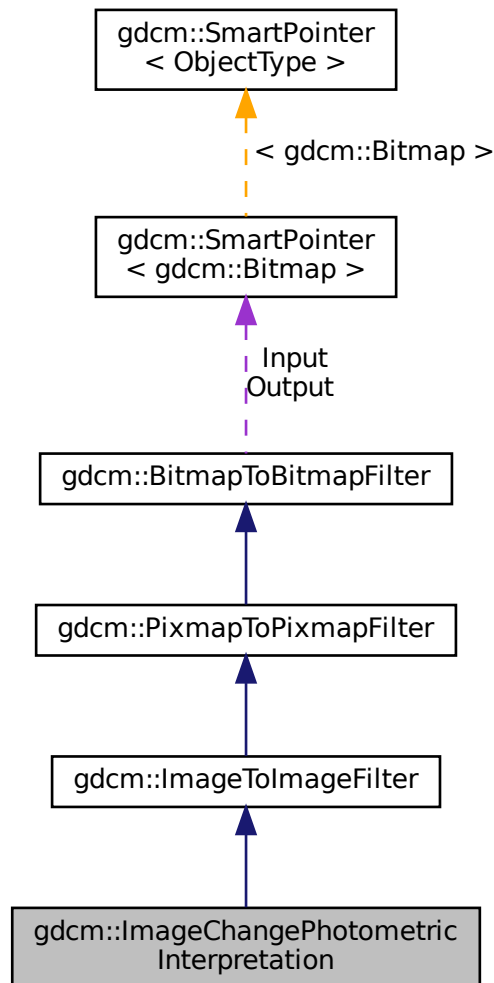 gdcm::SmartPointer
< ObjectType >
< gdcm::Bitmap >
gdcm::SmartPointer
< gdcm::Bitmap >
Input
Output
gdcm::BitmapToBitmapFilter
gdcm::PixmapToPixmapFilter
gdcm::ImageToImageFilter
gdcm::ImageChangePhotometric
Interpretation